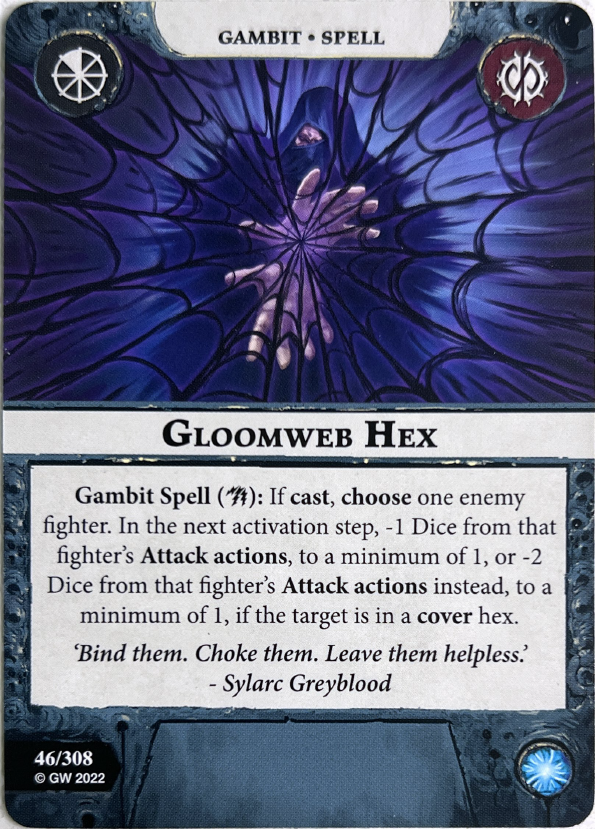 GAMBIT • SPELL
GLOOMWEB HEX
Gambit Spell ( ): If cast, choose one enemy
fighter. In the next activation step, -1 Dice from that
fighter's Attack actions, to a minimum of 1, or -2
Dice from that fighter's Attack actions instead, to a
minimum of 1, if the target is in a cover hex.
'Bind them. Choke them. Leave them helpless.'
- Sylarc Greyblood
46/308
© GW 2022